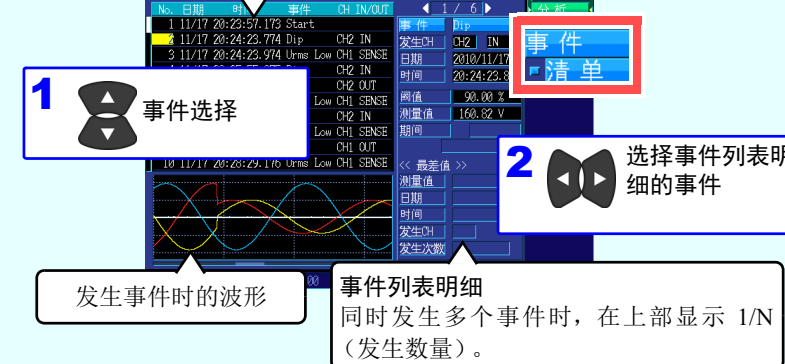 No. 日期 时间 事件 CH IN/OUT
1 11/17 20:23:57.173 Start
2 11/17 20:24:23.774 Dip CH2 IN
3 11/17 20:24:23.974 Urms Low CH1 SENSE
CH2 IN
CH2 OUT
Low CH1 SENSE
CH2 IN
Low CH1 SENSE
CH1 OUT
10 11/17 20:28:29.176 Urms Low CH1 SENSE
1 / 6
事件 Dip
发生CH CH2 IN
日期 2010/11/17
时间 20:24:23.8
阈值 90.00 %
测量值 160.82 V
期间
<< 最差值 >>
测量值
日期
时间
发生CH
发生次数
分析
事件
清单
1
事件选择
2
选择事件列表明
细的事件
发生事件时的波形
事件列表明细
同时发生多个事件时，在上部显示 1/N
（发生数量）。